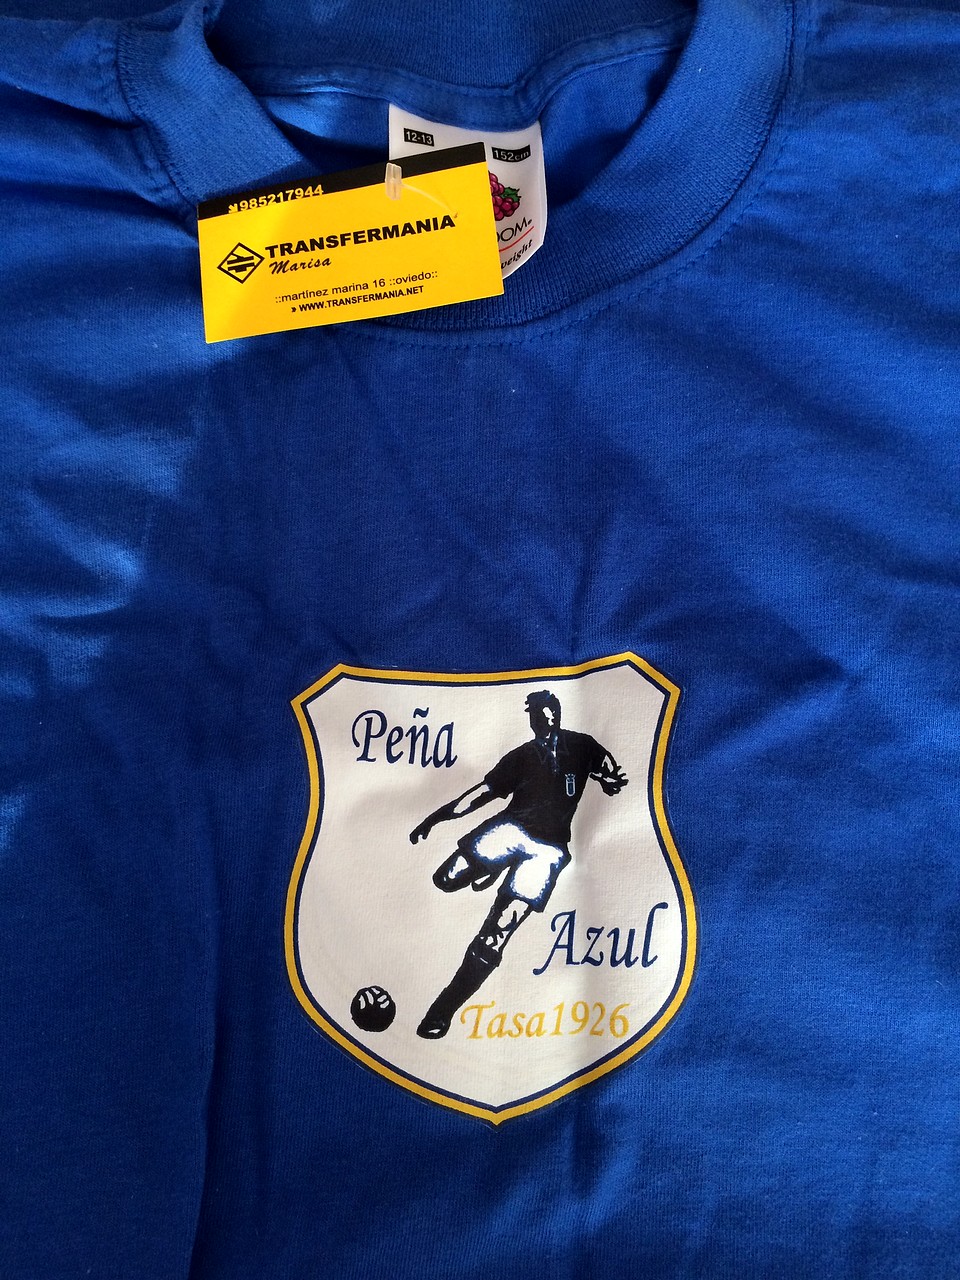 12-13
152cm
985217944
TRANSFERMANIA
Marisa
::martinez marina 16 ::oviedo::
» WWW.TRANSFERMANIA.NET
Peña
Azul
Tasa1926